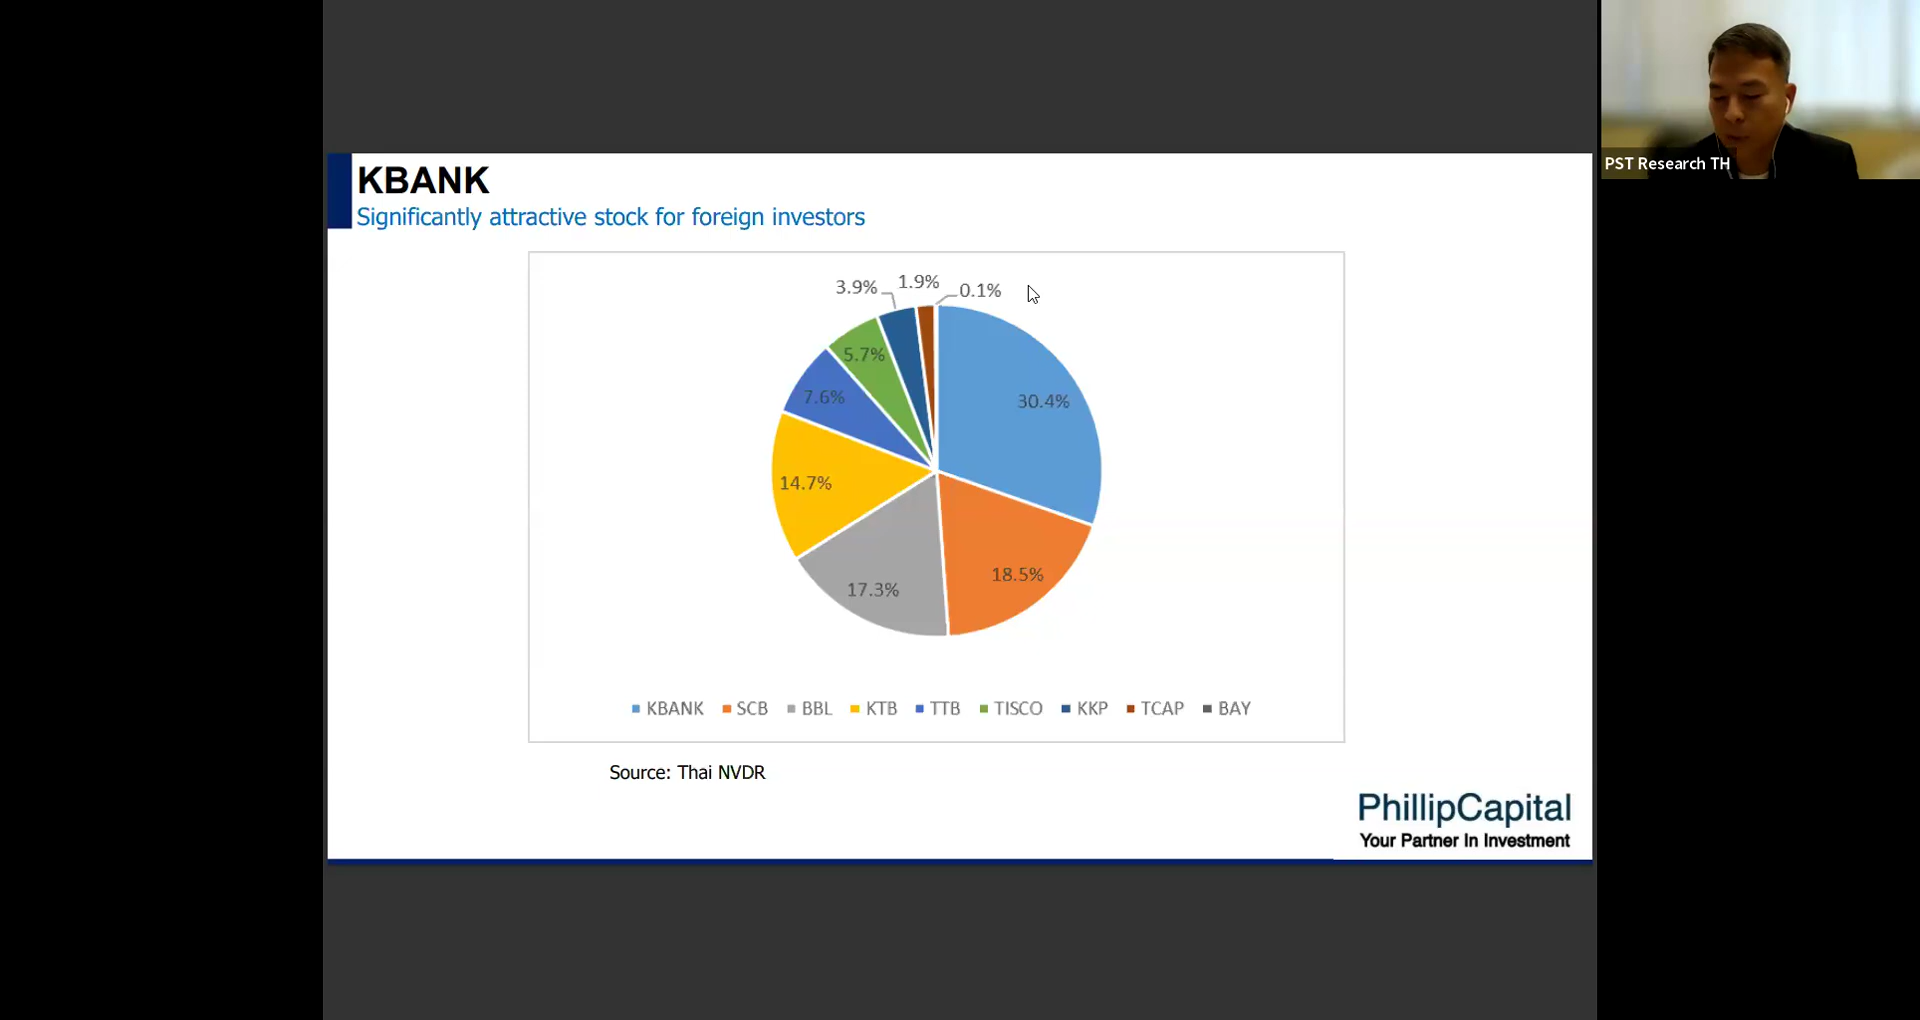 KBANK
Significantly attractive stock for foreign investors
3.9%
1.9%
0.1%
5.7%
7.6%
30.4%
14.7%
18.5%
17.3%
KBANK SCB BBL KTB TTB TISCO KKP TCAP BAY
Source: Thai NVDR
PhillipCapital
Your Partner In Investment
PST Research TH